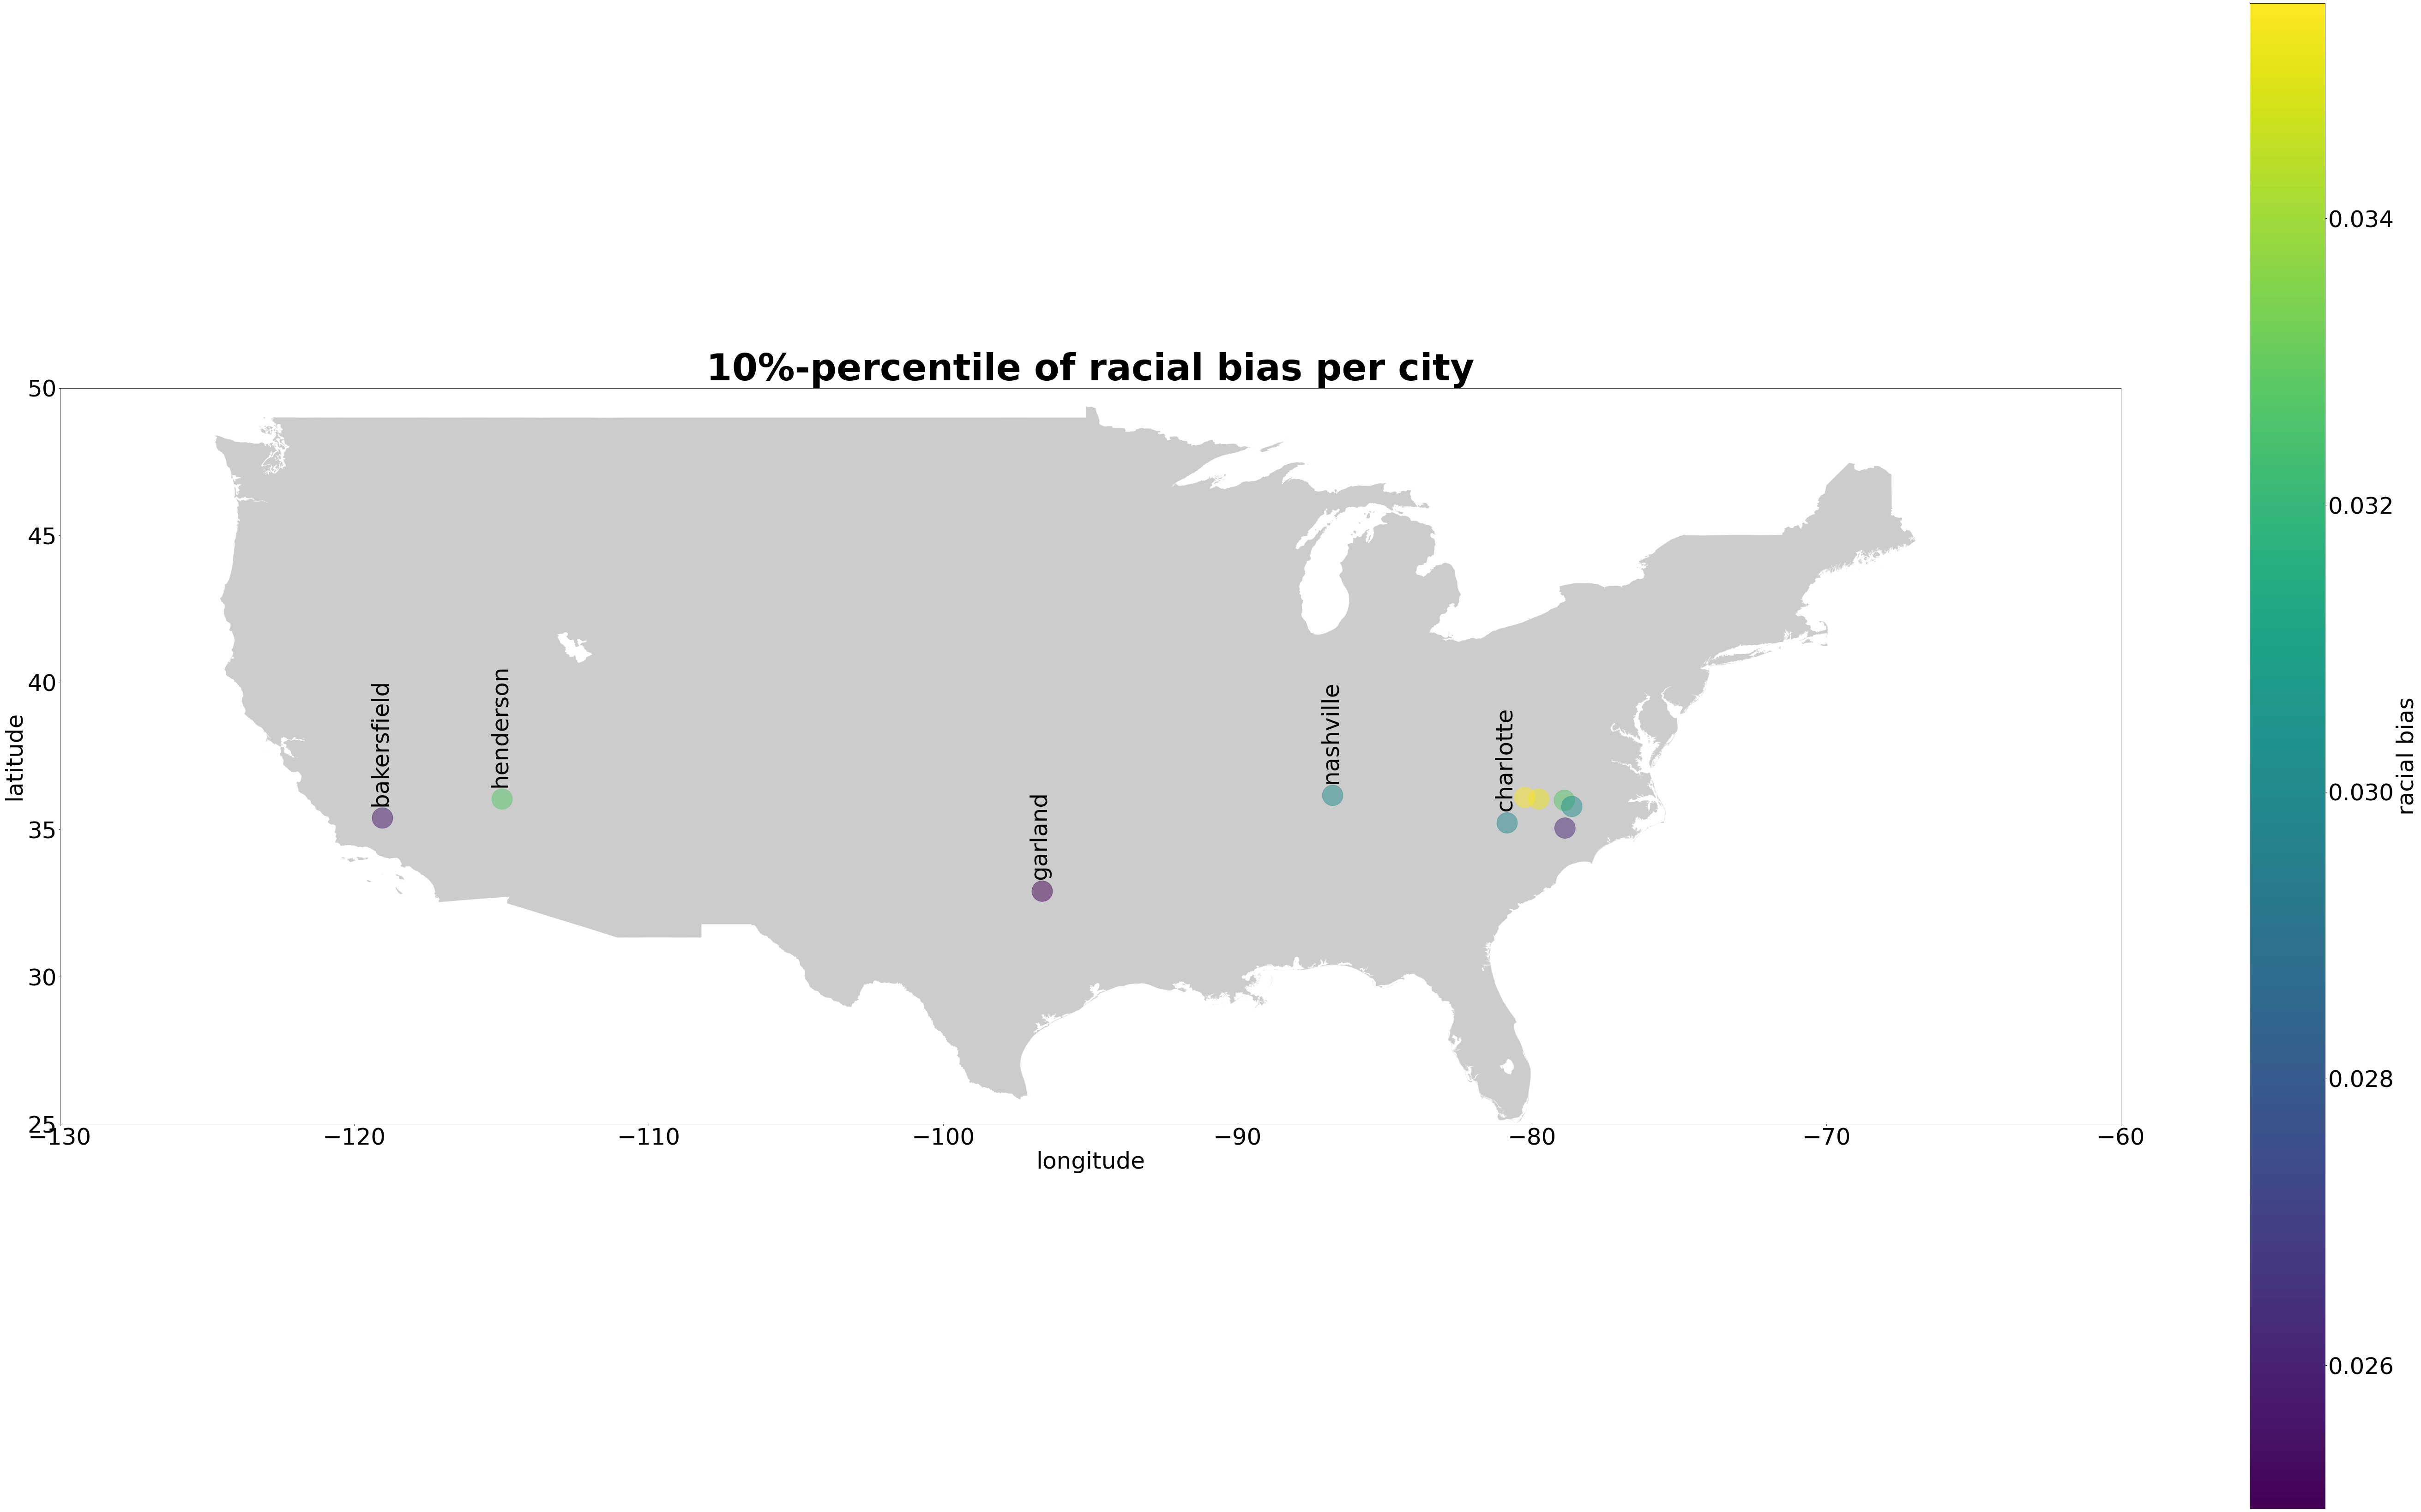 10%-percentile of racial bias per city
50
45
40
35
30
25
latitude
−130
−120
−110
−100
−90
−80
−70
−60
longitude
bakersfield
henderson
garland
nashville
charlotte
0.034
0.032
0.030
0.028
0.026
racial bias